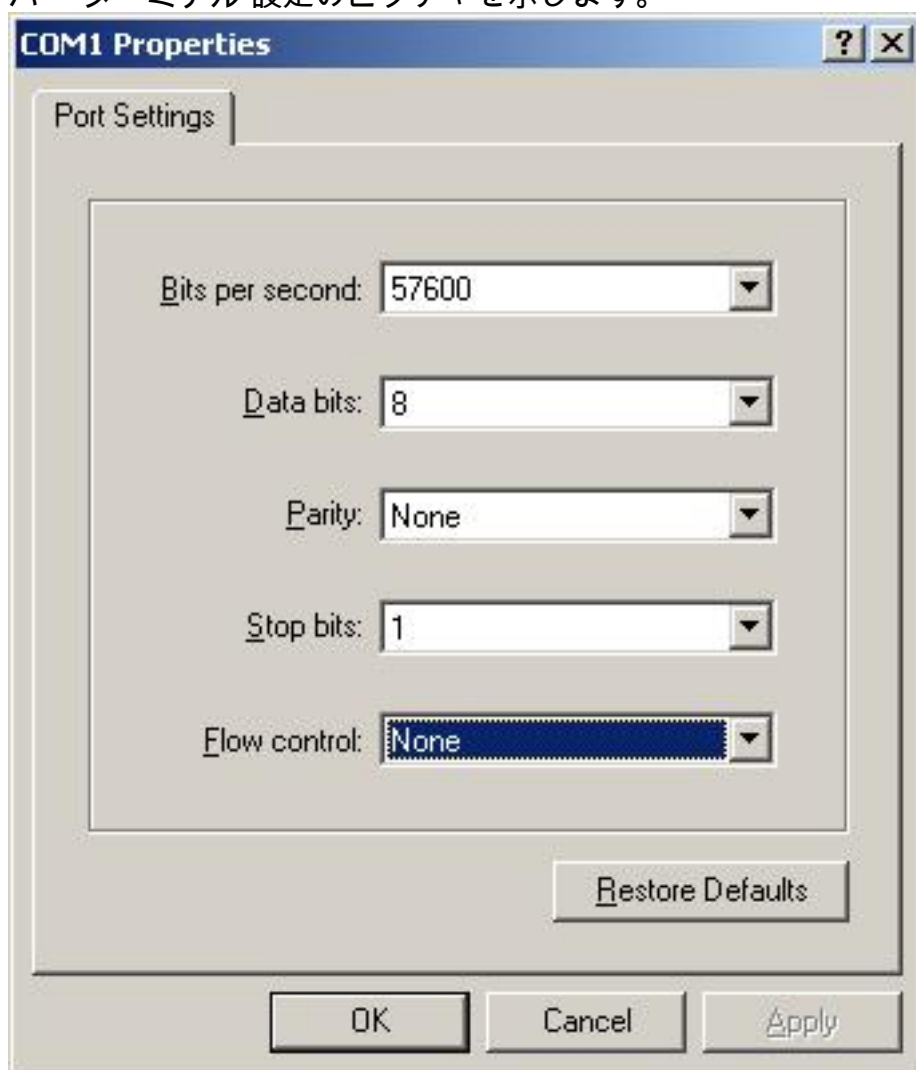 COM1 Properties
Port Settings
Bits per second: 57600
Data bits: 8
Parity: None
Stop bits: 1
Flow control: None
Restore Defaults
OK Cancel Apply